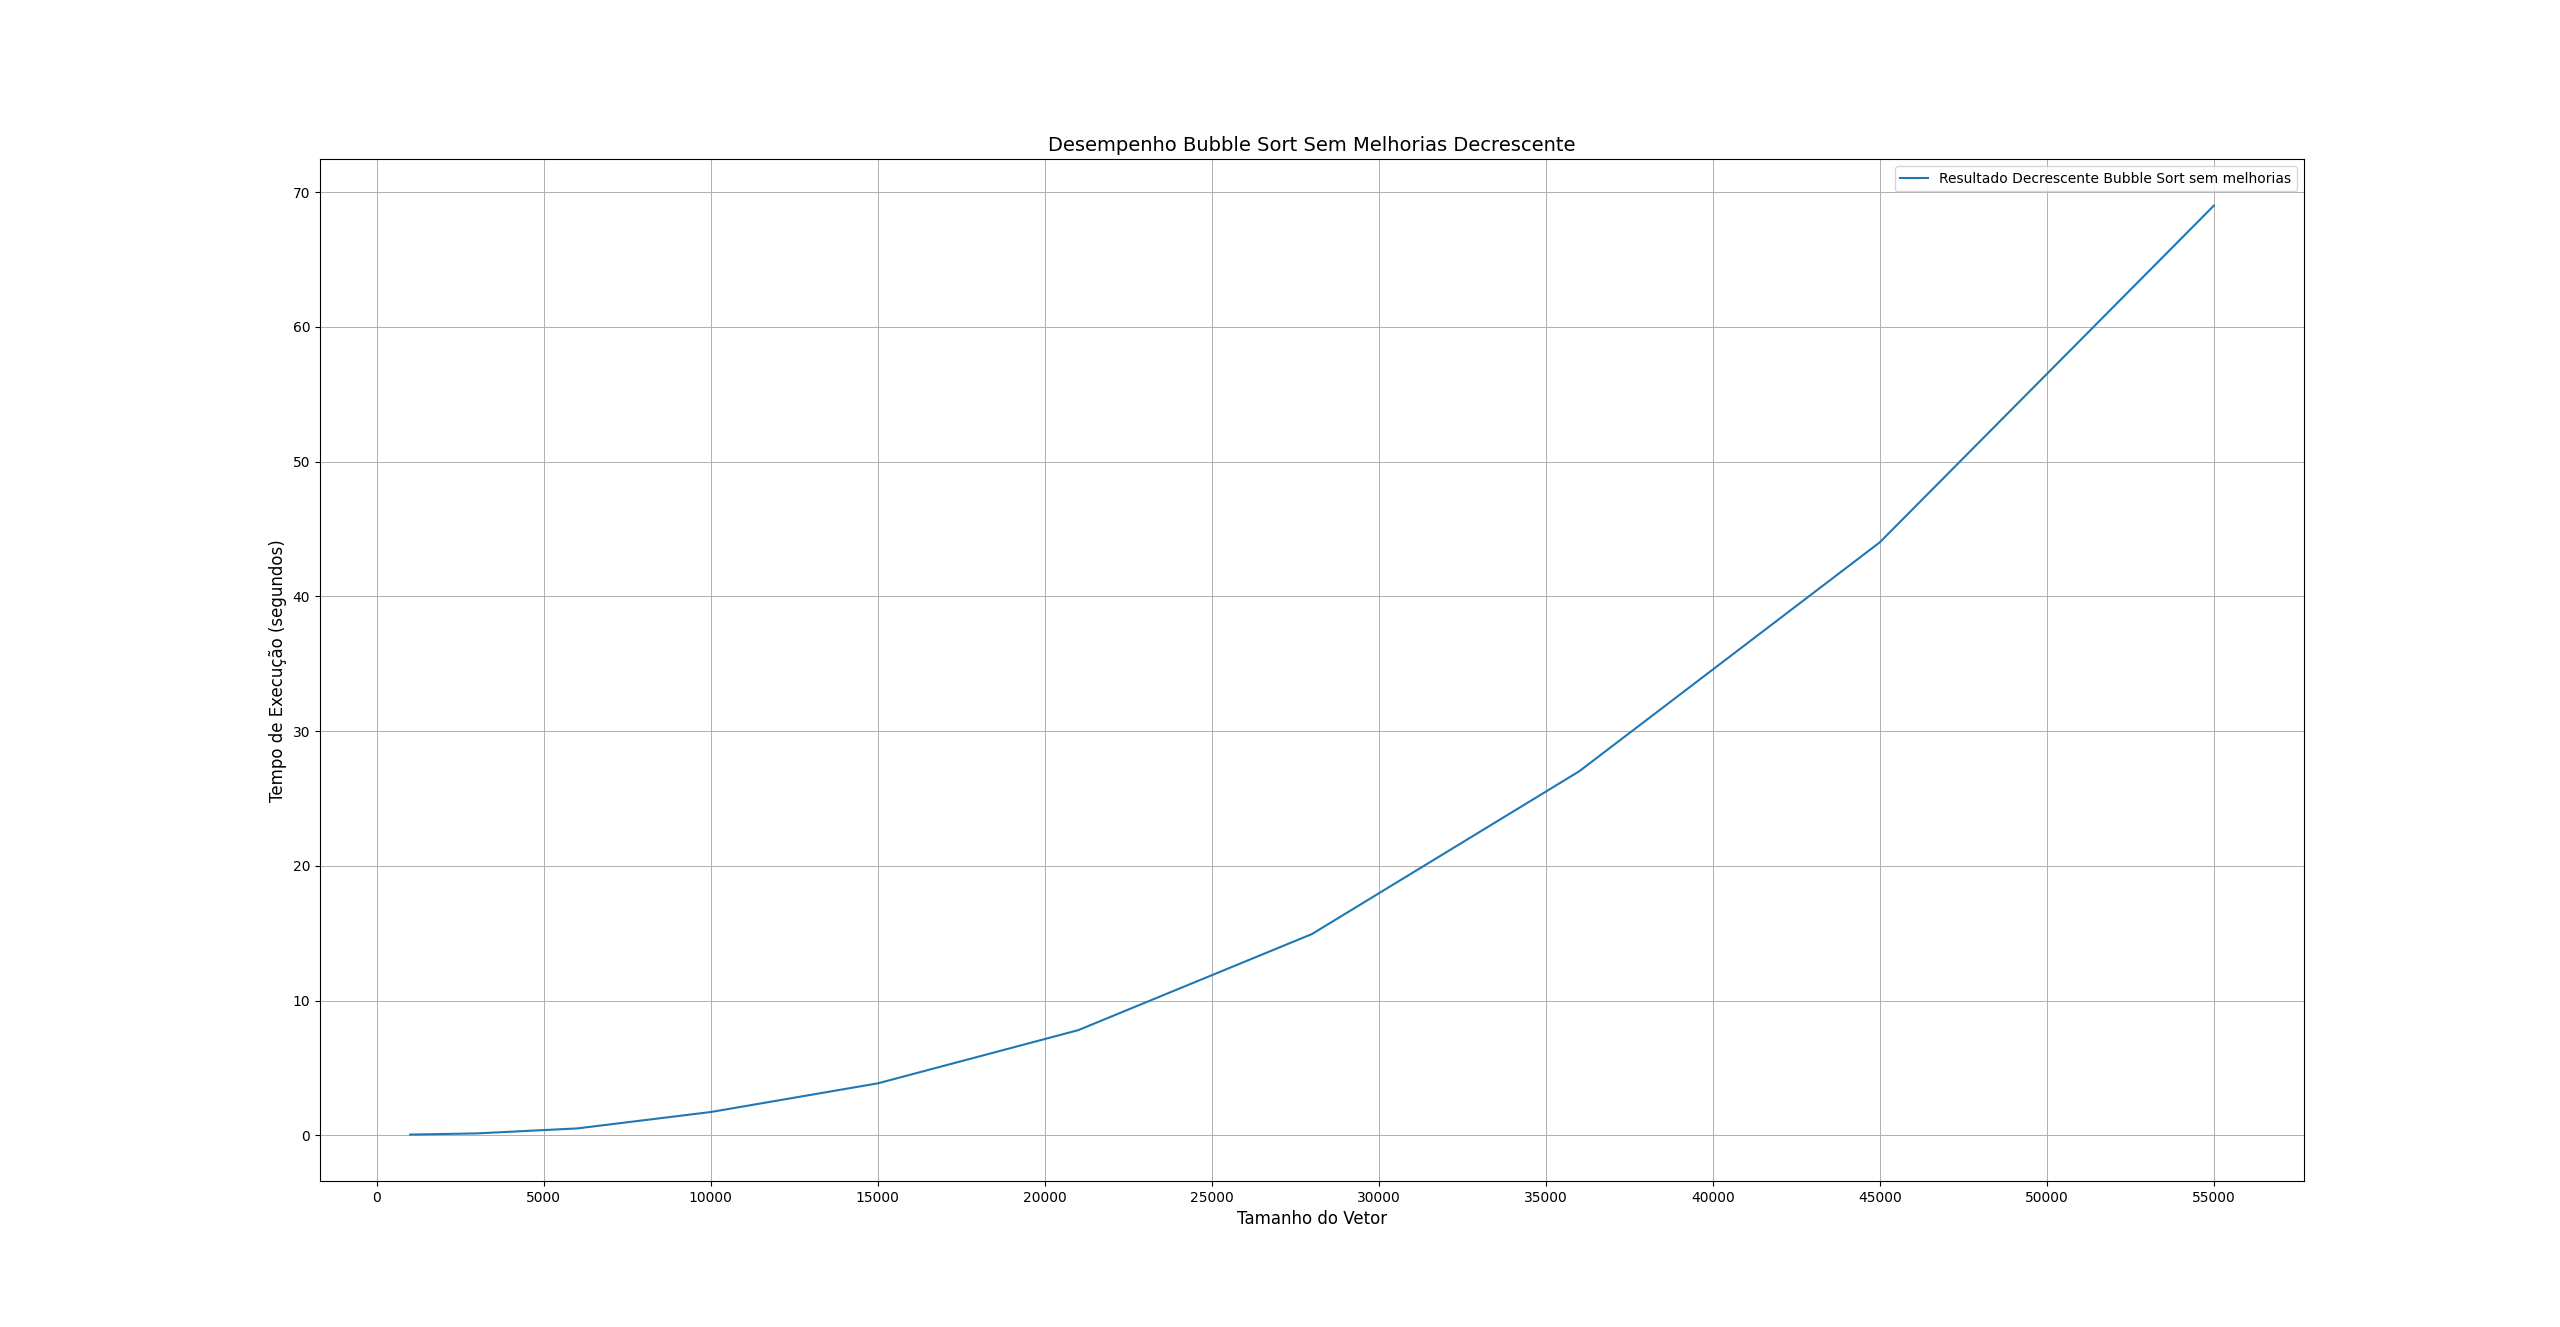 Desempenho Bubble Sort Sem Melhorias Decrescente
Resultado Decrescente Bubble Sort sem melhorias
70
60
50
40
30
20
10
0
Tempo de Execução (segundos)
0 5000 10000 15000 20000 25000 30000 35000 40000 45000 50000 55000
Tamanho do Vetor